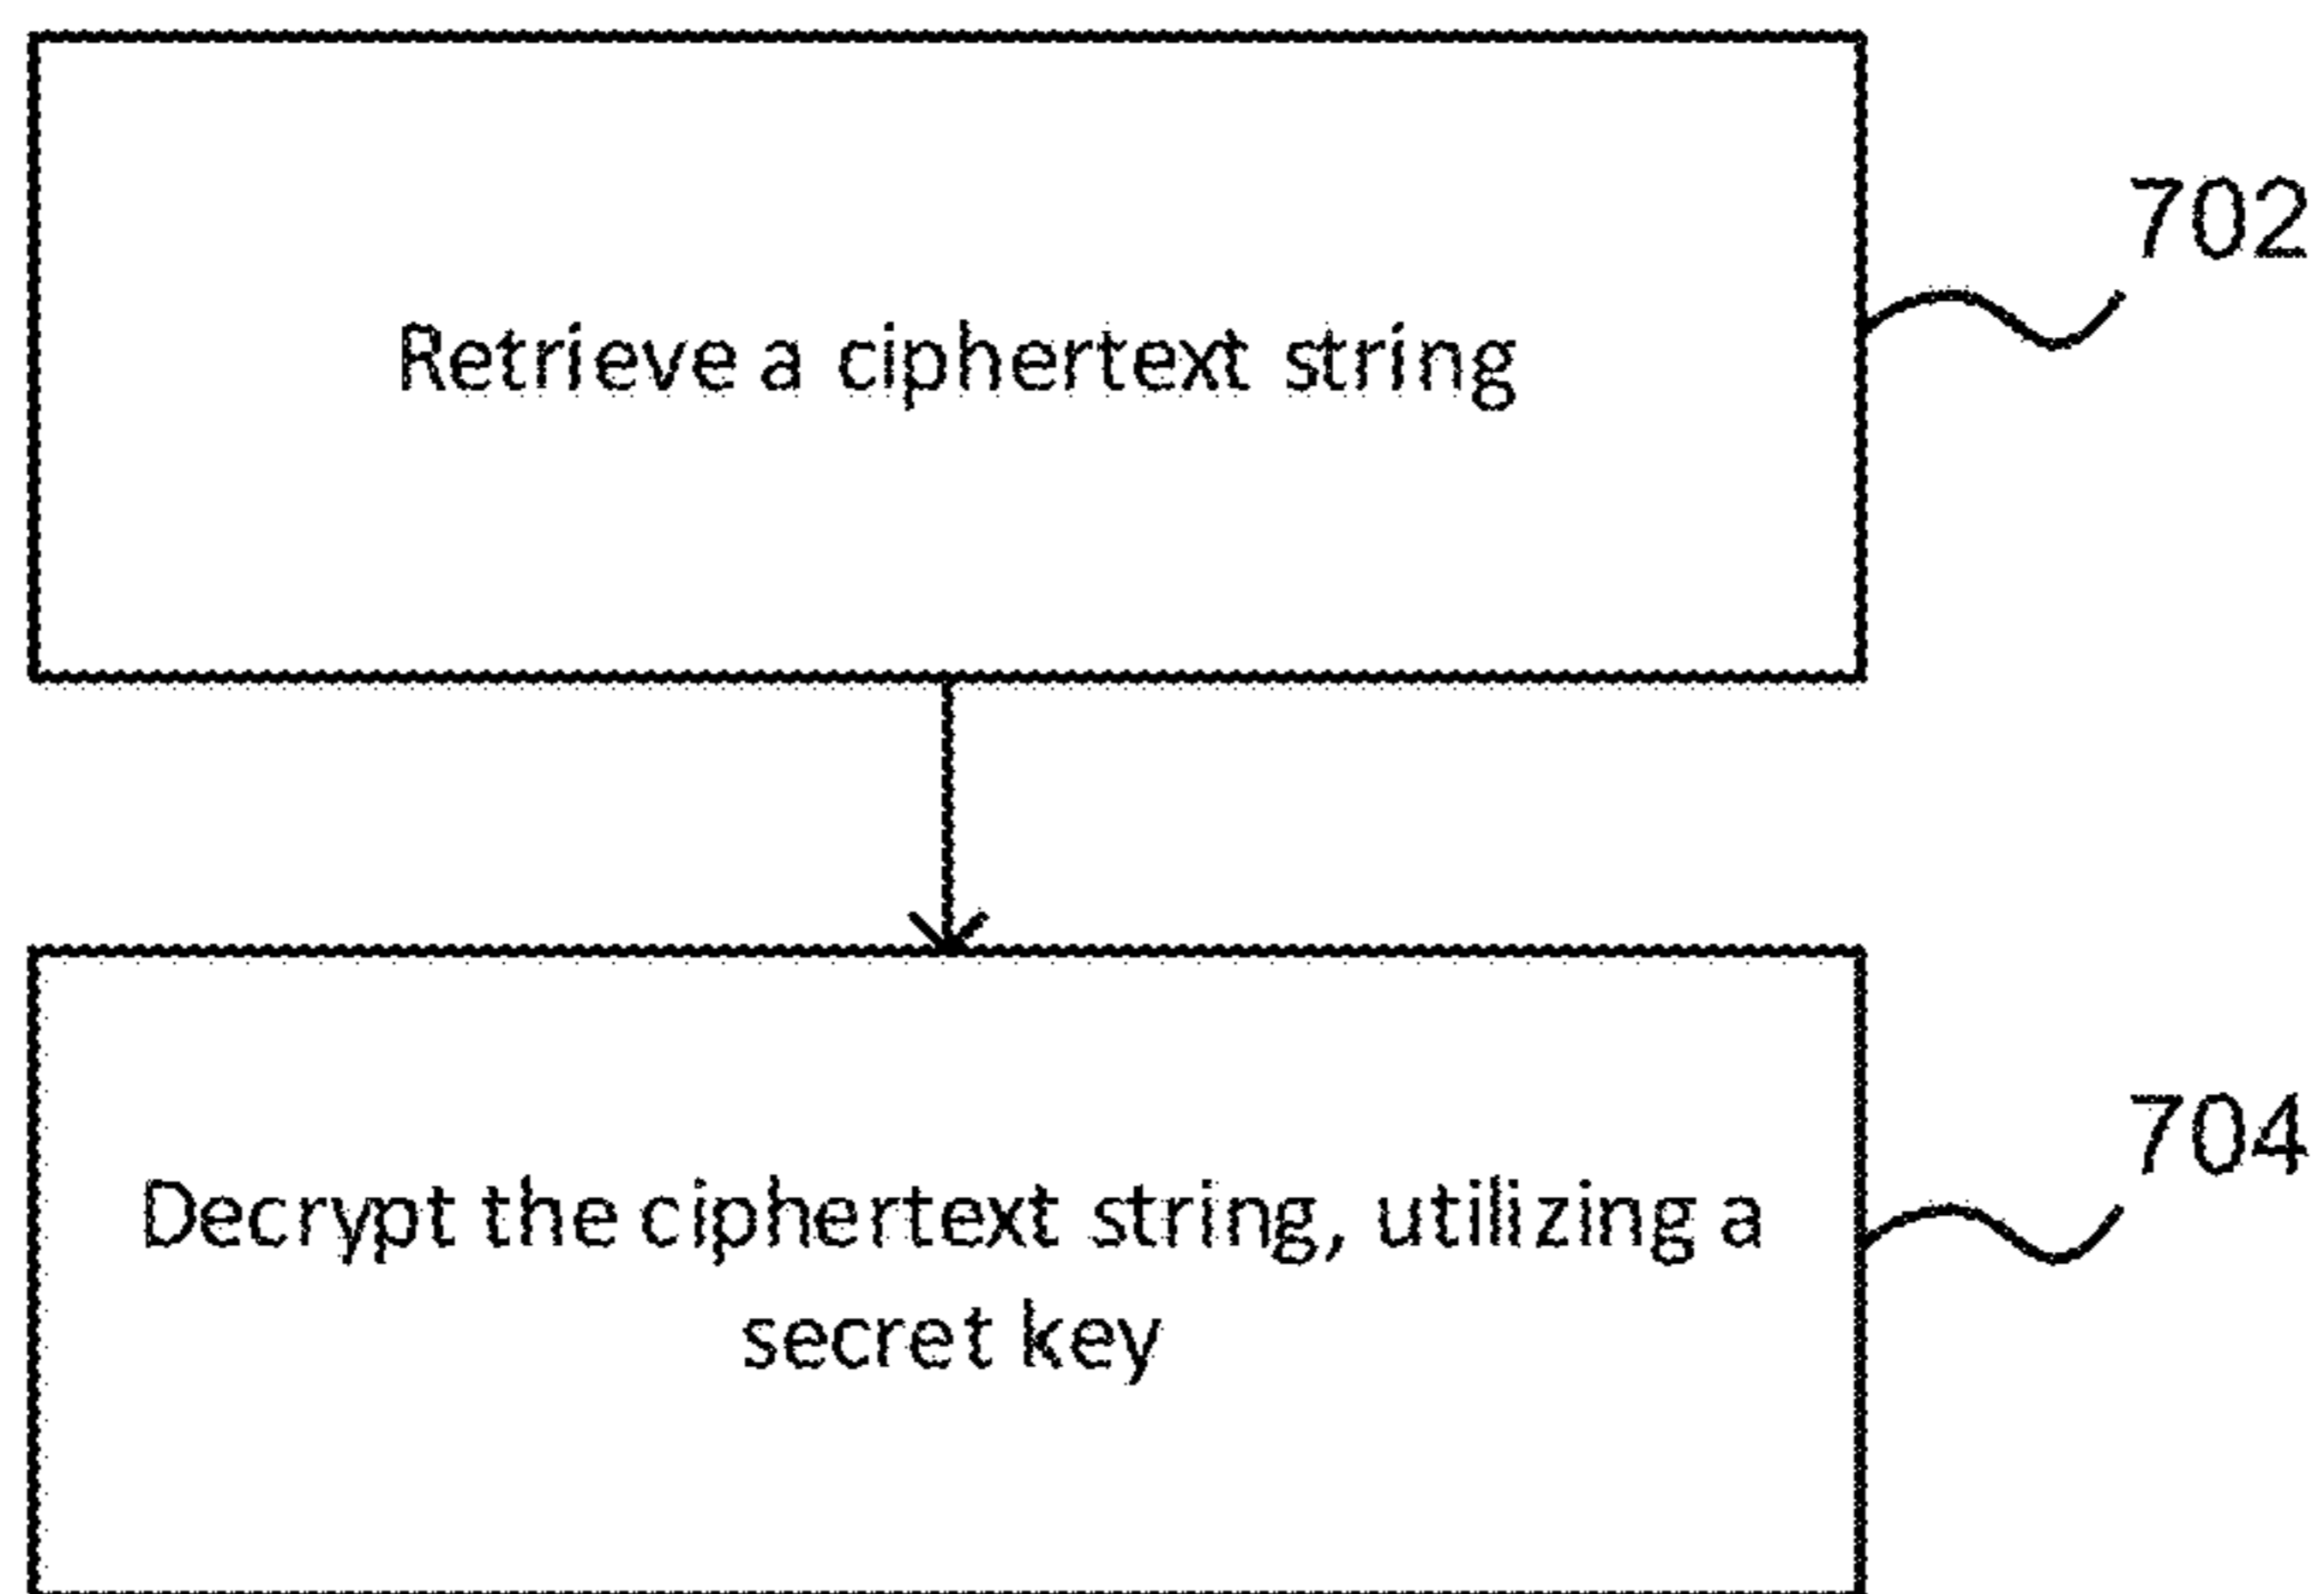 702
Retrieve a ciphertext string
704
Decrypt the ciphertext string, utilizing a
secret key